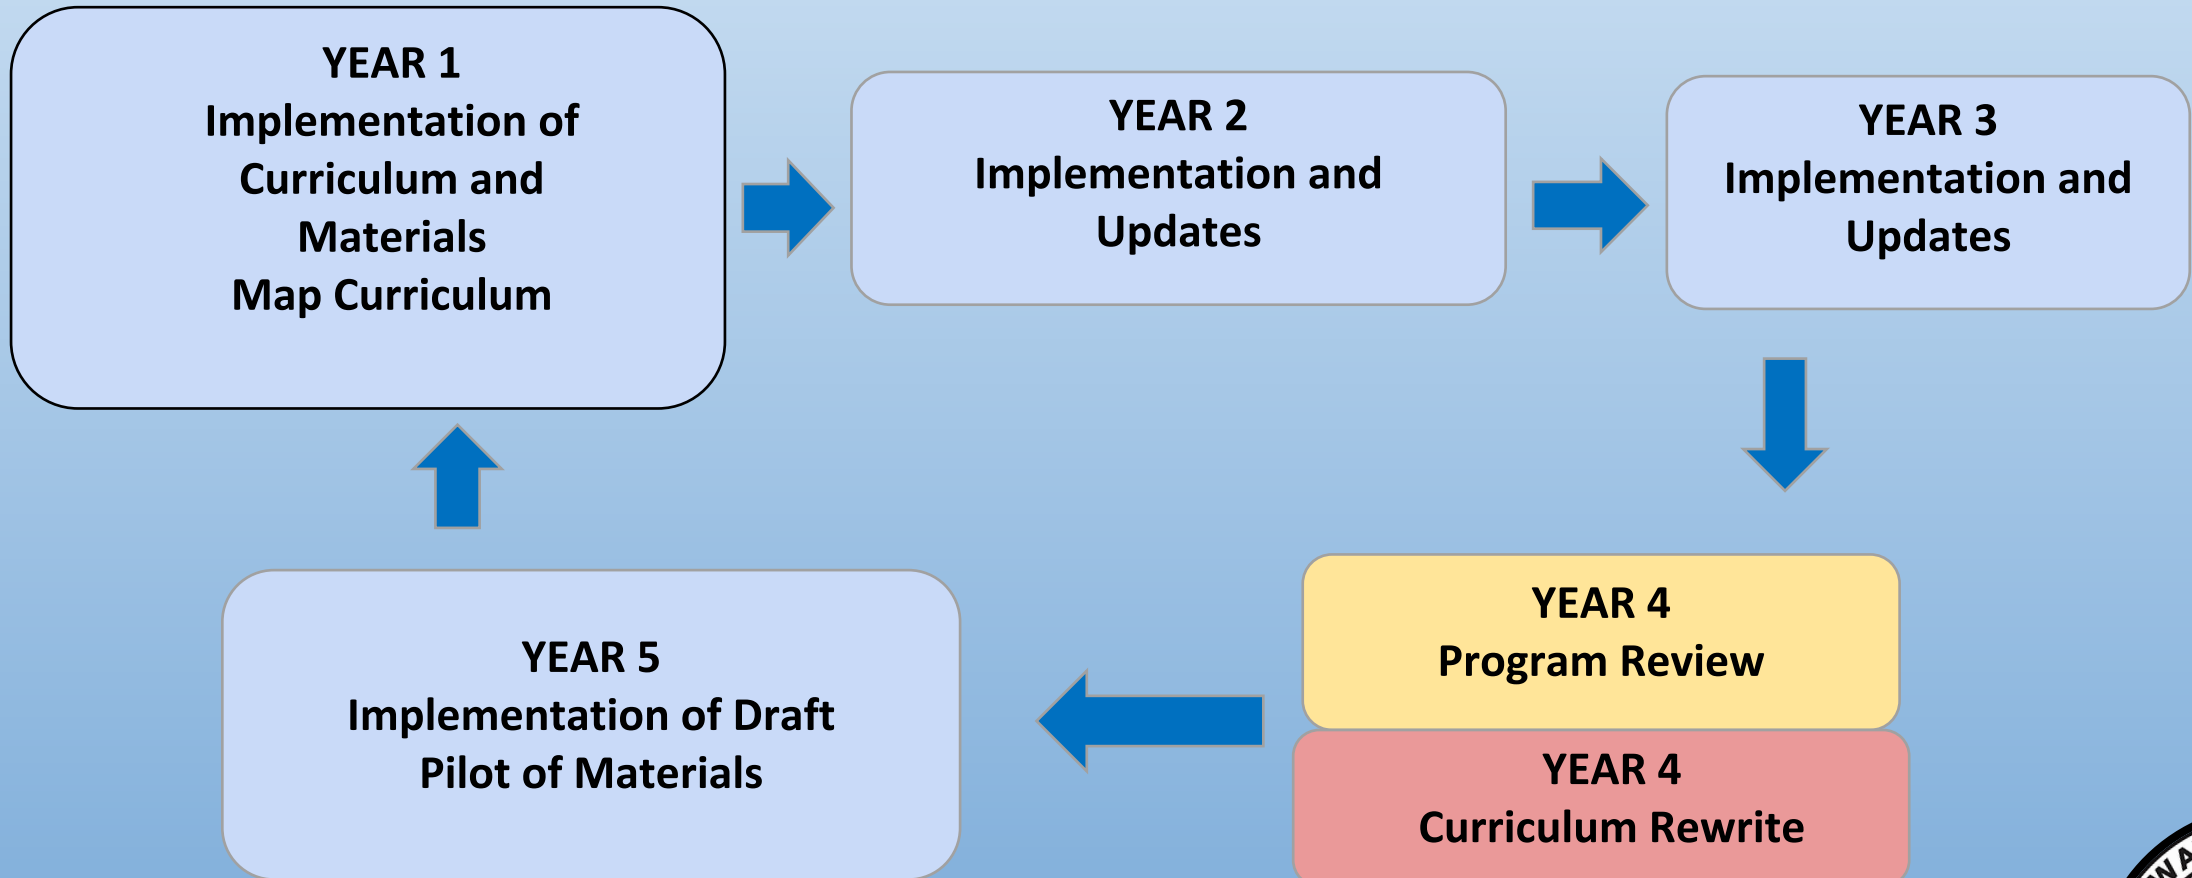 YEAR 1
Implementation of
Curriculum and
Materials
Map Curriculum
YEAR 2
Implementation and
Updates
YEAR 3
Implementation and
Updates
YEAR 4
Program Review
YEAR 4
Curriculum Rewrite
YEAR 5
Implementation of Draft
Pilot of Materials